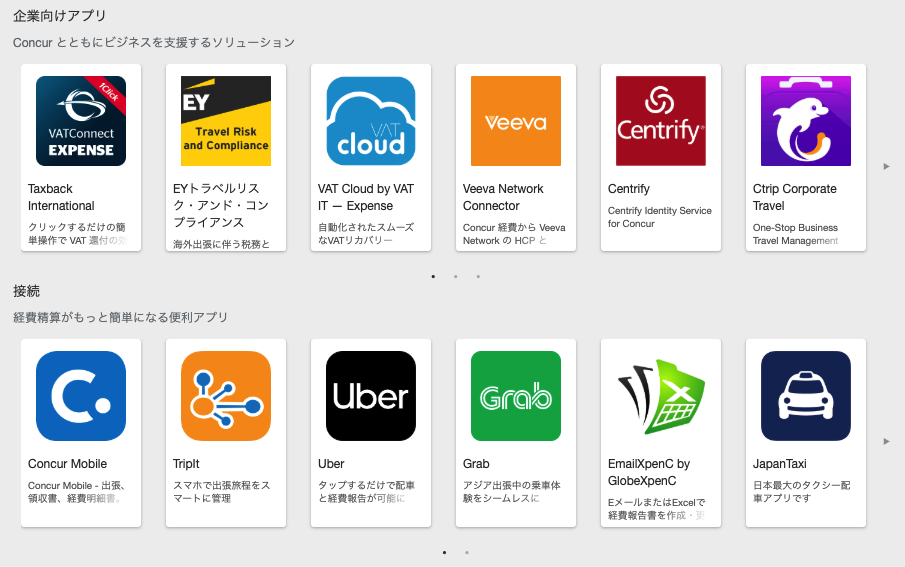 企業向けアプリ
Concur とともにビジネスを支援するソリューション
1Click
VATConnect
EXPENSE
Taxback
International
クリックするだけの簡
単操作で VAT 還付の効
EY
Travel Risk
and Compliance
EYトラベルリス
ク・アンド・コン
プライアンス
海外出張に伴う税務と
VAT
cloud
VAT Cloud by VAT
IT — Expense
自動化されたスムーズ
なVATリカバリー
Veeva
Veeva Network
Connector
Concur 経費から Veeva
Network の HCP と
Centrify
Centrify
Centrify Identity Service
for Concur
Ctrip Corporate
Travel
One-Stop Business
Travel Management
接続
経費精算がもっと簡単になる便利アプリ
C.
Concur Mobile
Concur Mobile - 出張、
領収書、経費明細書。
TripIt
スマホで出張旅程をス
マートに管理
Uber
Uber
タップするだけで配車
と経費報告が可能に
Grab
Grab
アジア出張中の乗車体
験をシームレスに
X
EmailXpenC by
GlobeXpenC
EメールまたはExcelで
経費報告書を作成・更
JapanTaxi
日本最大のタクシー配
車アプリです